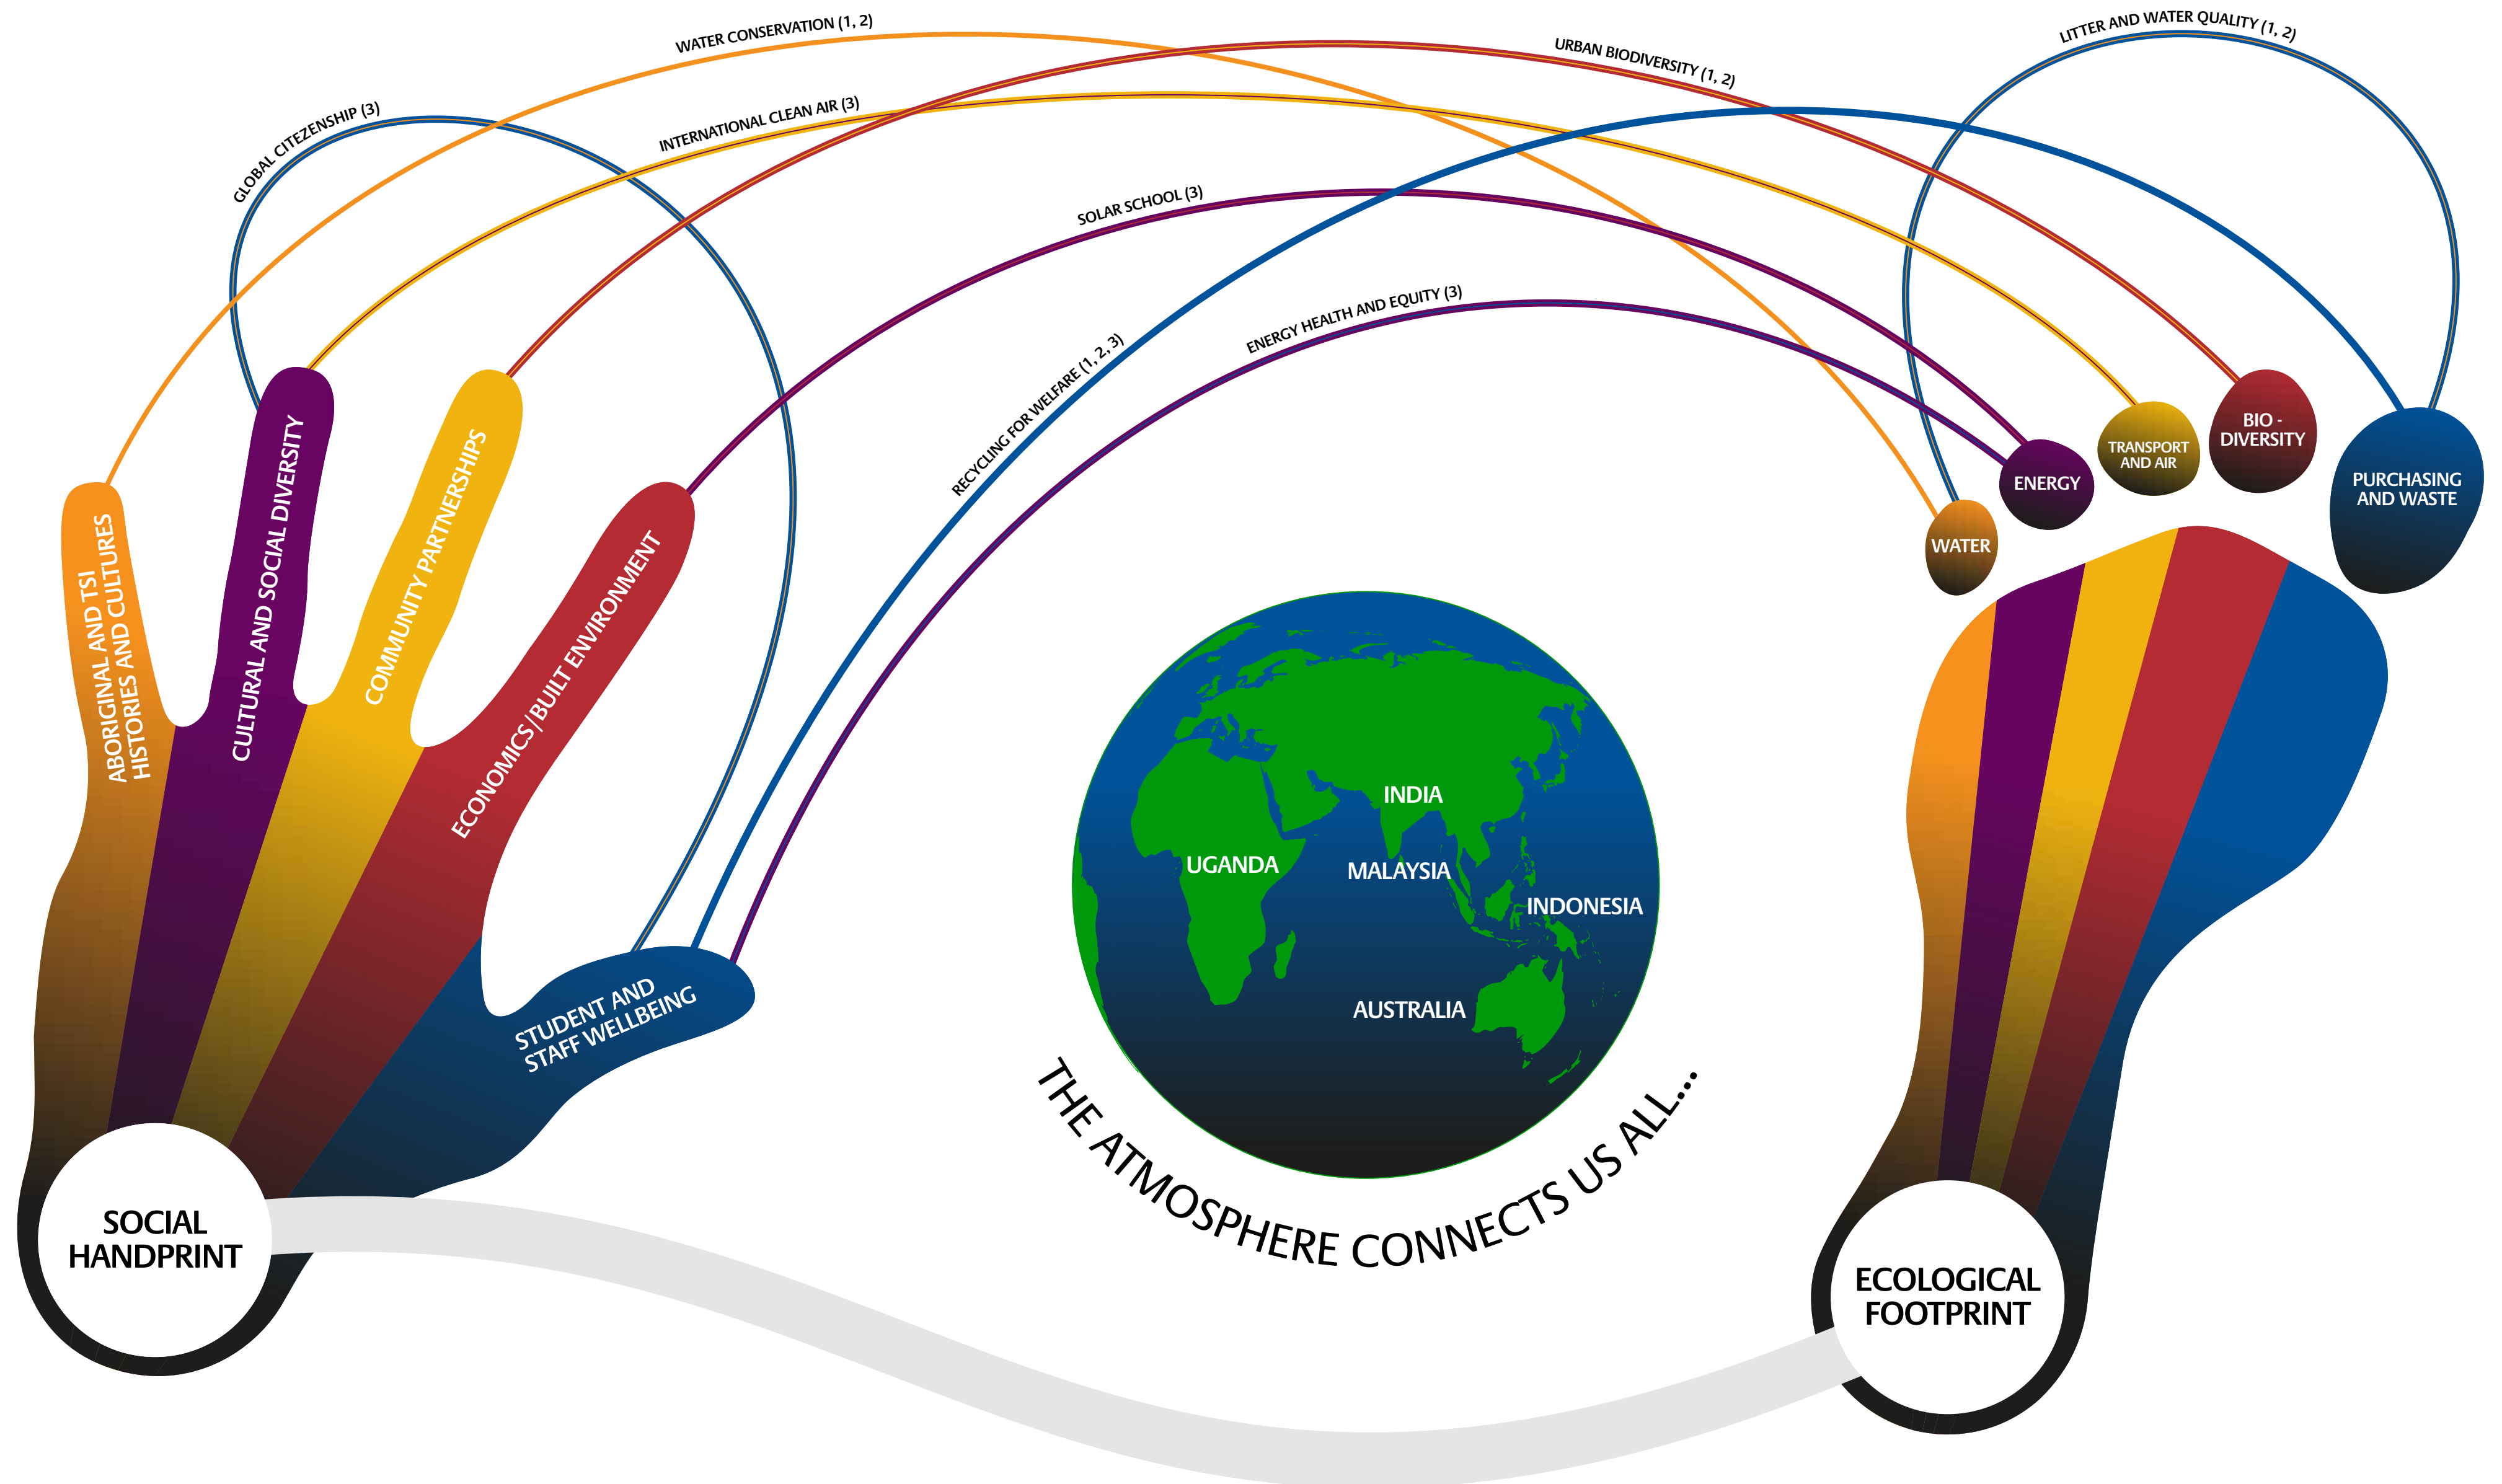 WATER CONSERVATION (1, 2)
URBAN BIODIVERSITY (1, 2)
LITTER AND WATER QUALITY (1, 2)
GLOBAL CITEZENSHIP (3)
INTERNATIONAL CLEAN AIR (3)
SOLAR SCHOOL (3)
ENERGY HEALTH AND EQUITY (3)
RECYCLING FOR WELFARE (1, 2, 3)
ABORIGINAL AND TSI
HISTORIES AND CULTURES
CULTURAL AND SOCIAL DIVERSITY
COMMUNITY PARTNERSHIPS
ECONOMICS/BUILT ENVIRONMENT
STUDENT AND
STAFF WELLBEING
WATER
ENERGY
TRANSPORT
AND AIR
BIO -
DIVERSITY
PURCHASING
AND WASTE
INDIA
UGANDA
MALAYSIA
INDONESIA
AUSTRALIA
THE ATMOSPHERE CONNECTS US ALL...
SOCIAL
HANDPRINT
ECOLOGICAL
FOOTPRINT